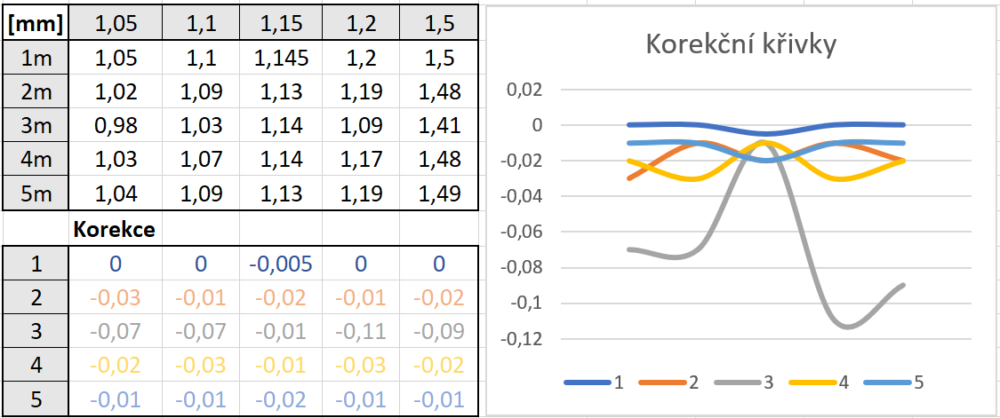 [mm] 1,05 1,1 1,15 1,2 1,5
1m 1,05 1,1 1,145 1,2 1,5
2m 1,02 1,09 1,13 1,19 1,48
3m 0,98 1,03 1,14 1,09 1,41
4m 1,03 1,07 1,14 1,17 1,48
5m 1,04 1,09 1,13 1,19 1,49
Korekce
1 0 0 -0,005 0 0
2 -0,03 -0,01 -0,02 -0,01 -0,02
3 -0,07 -0,07 -0,01 -0,11 -0,09
4 -0,02 -0,03 -0,01 -0,03 -0,02
5 -0,01 -0,01 -0,02 -0,01 -0,01
Korekční křivky
0,02
0
-0,02
-0,04
-0,06
-0,08
-0,1
-0,12
1 2 3 4 5